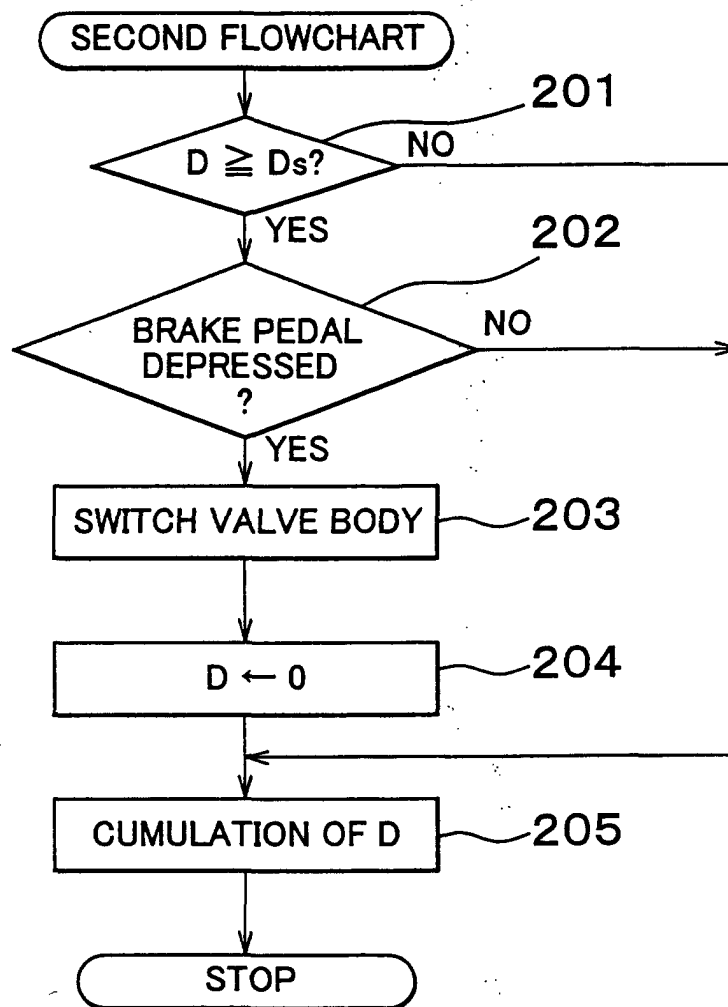 SECOND FLOWCHART
201
D ≧ Ds?
NO
YES
202
BRAKE PEDAL
DEPRESSED
?
NO
YES
SWITCH VALVE BODY
203
D ← 0
204
CUMULATION OF D
205
STOP